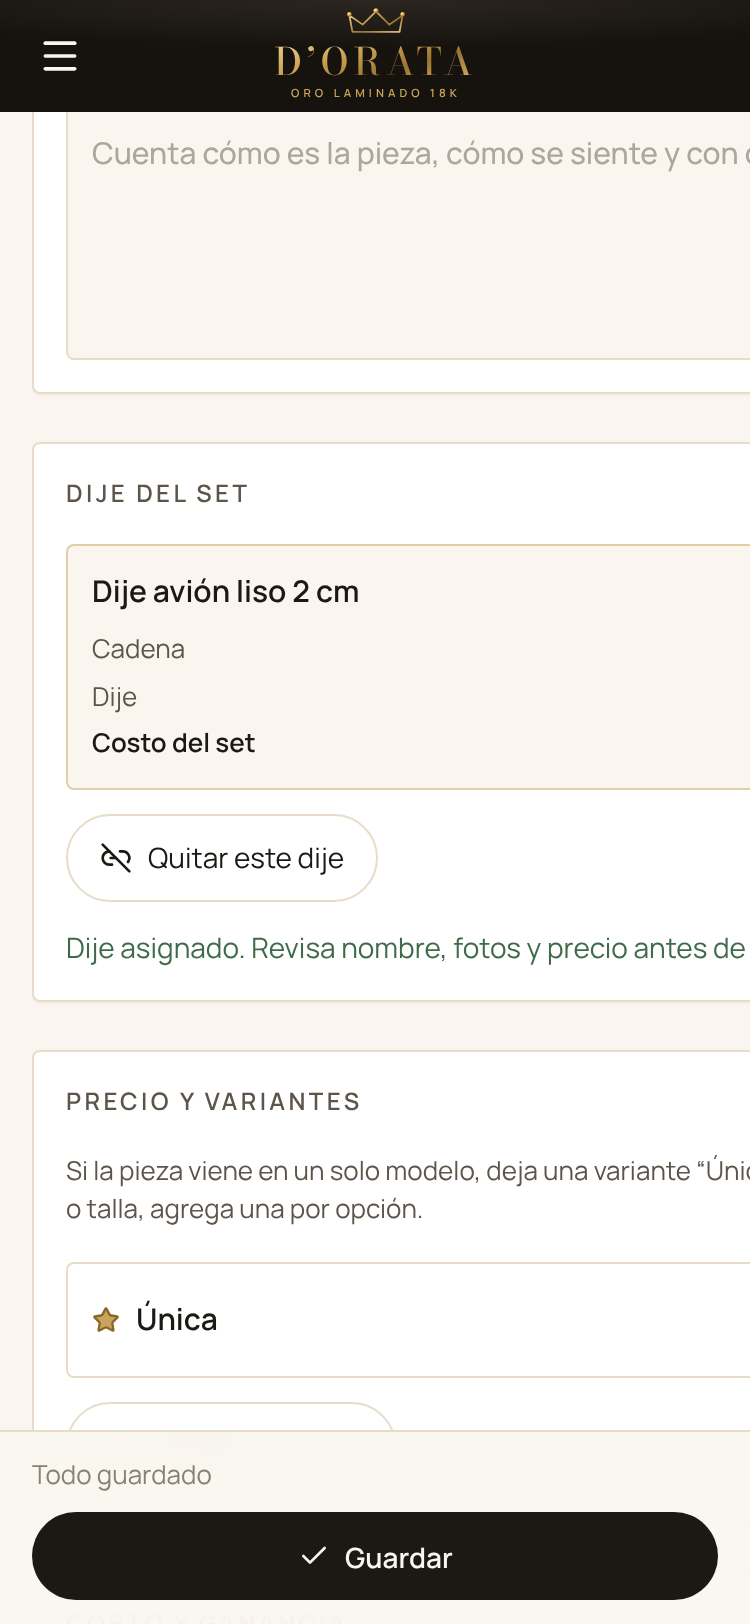 D'ORATA
ORO LAMINADO 18K
Cuenta cómo es la pieza, cómo se siente y con
DIJE DEL SET
Dije avión liso 2 cm
Cadena
Dije
Costo del set
Quitar este dije
Dije asignado. Revisa nombre, fotos y precio antes de
PRECIO Y VARIANTES
Si la pieza viene en un solo modelo, deja una variante “Únic
o talla, agrega una por opción.
Única
Todo guardado
Guardar
COSTO Y GANANCIA